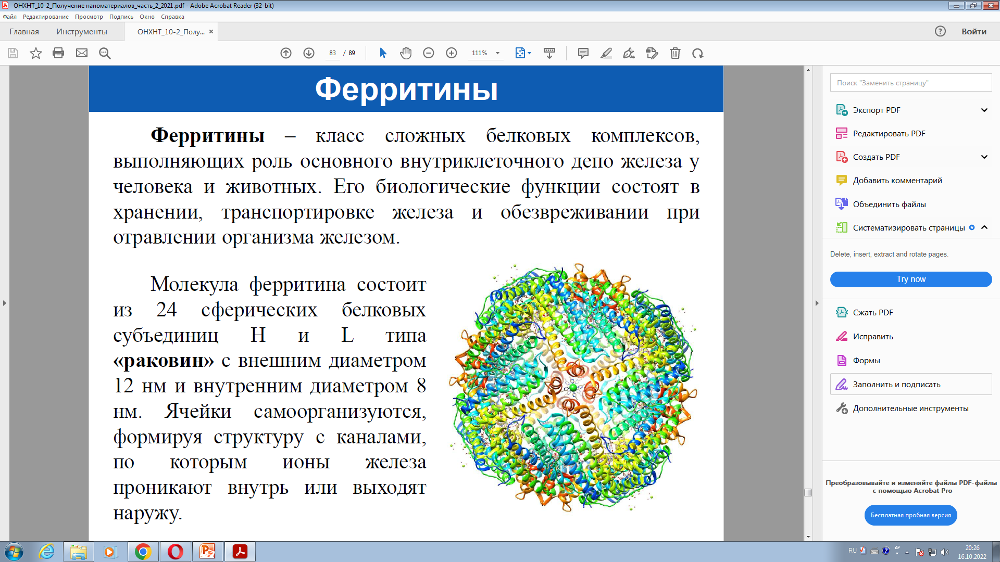 ОНХНТ_10-2_Получение наноматериалов_часть_2_2021.pdf - Adobe Acrobat Reader (32-bit)
Файл Редактирование Просмотр Подпись Окно Справка
Главная Инструменты ОНХНТ_10-2_Полу... × ? Войти
83 / 89 111%
Ферритины
Ферритины – класс сложных белковых комплексов,
выполняющих роль основного внутриклеточного депо железа у
человека и животных. Его биологические функции состоят в
хранении, транспортировке железа и обезвреживании при
отравлении организма железом.
Молекула ферритина состоит
из 24 сферических белковых
субъединиц H и L типа
«раковин» с внешним диаметром
12 нм и внутренним диаметром 8
нм. Ячейки самоорганизуются,
формируя структуру с каналами,
по которым ионы железа
проникают внутрь или выходят
наружу.
Поиск "Заменить страницу"
Экспорт PDF
Редактировать PDF
Создать PDF
Добавить комментарий
Объединить файлы
Систематизировать страницы
Delete, insert, extract and rotate pages.
Try now
Сжать PDF
Исправить
Формы
Заполнить и подписать
Дополнительные инструменты
Преобразовывайте и изменяйте файлы PDF-файлы
с помощью Acrobat Pro
Бесплатная пробная версия
RU
20:26
16.10.2022